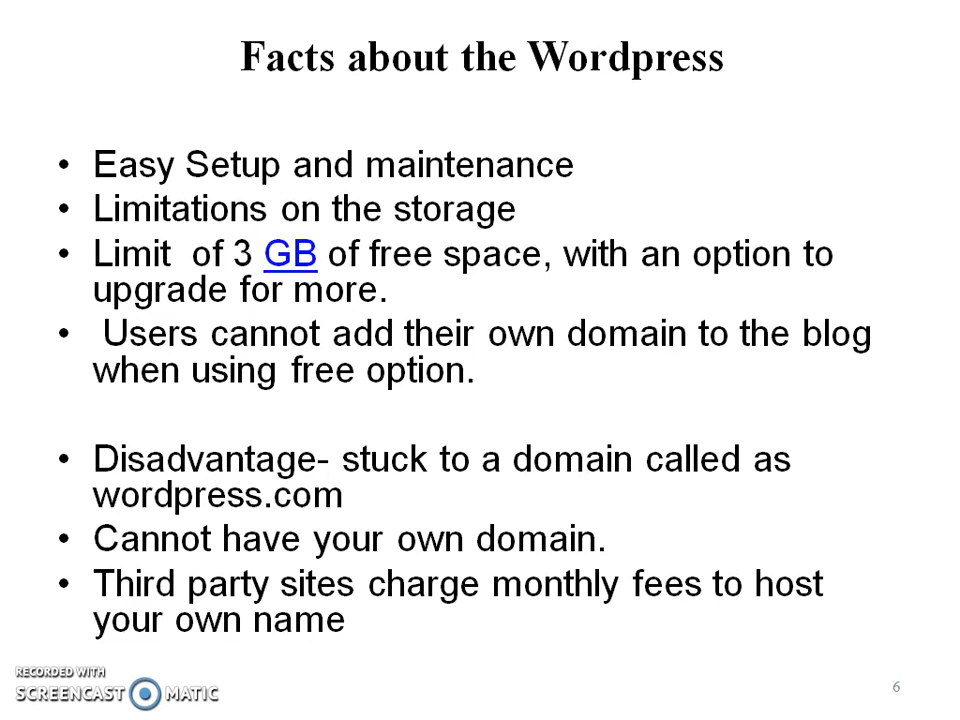 Facts about the Wordpress
• Easy Setup and maintenance
• Limitations on the storage
• Limit  of 3 GB of free space, with an option to
upgrade for more.
•  Users cannot add their own domain to the blog
when using free option.
• Disadvantage- stuck to a domain called as
wordpress.com
• Cannot have your own domain.
• Third party sites charge monthly fees to host
your own name
RECORDED WITH
SCREENCAST MATIC
6